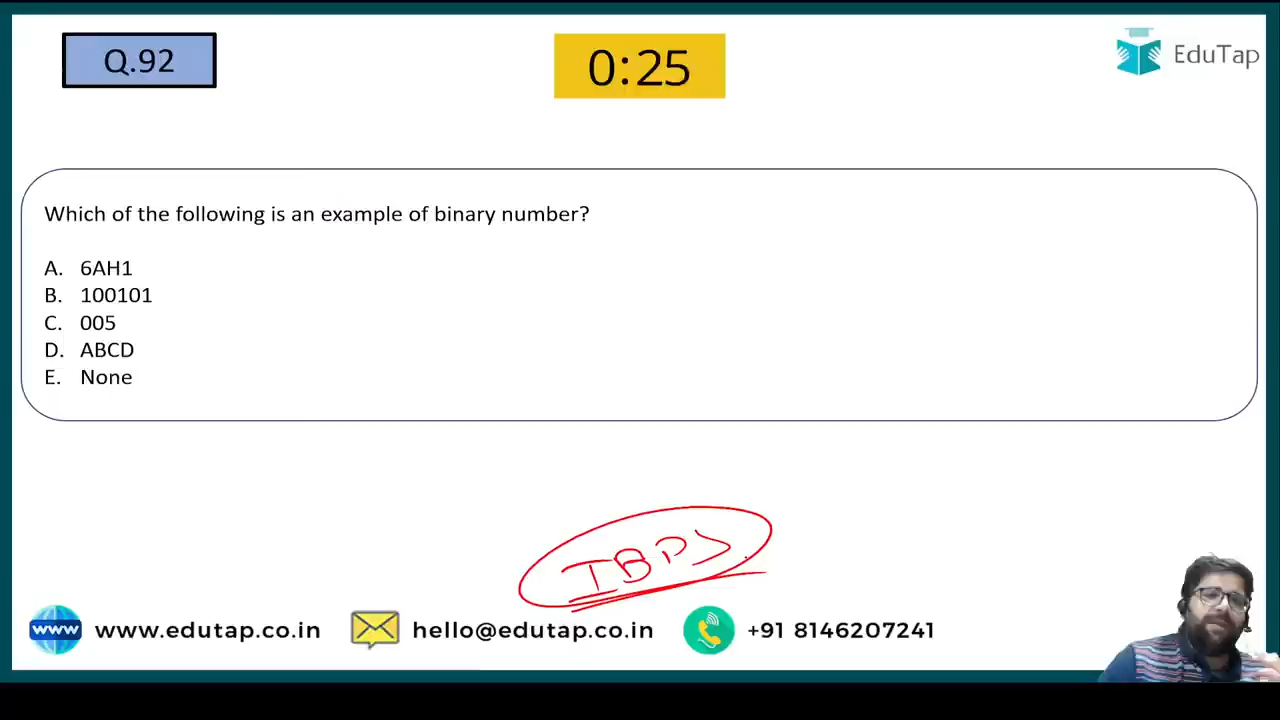 Q.92
0:25
EduTap
Which of the following is an example of binary number?
A. 6AH1
B. 100101
C. 005
D. ABCD
E. None
IBPS
www www.edutap.co.in hello@edutap.co.in +91 8146207241